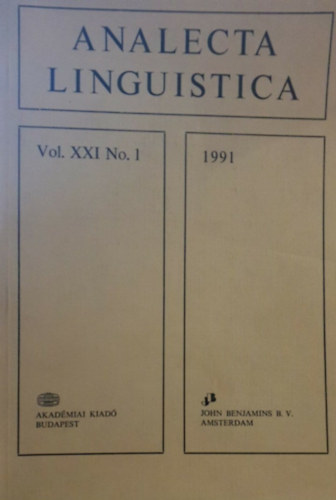 ANALECTA
LINGUISTICA
Vol. XXI No. 1
1991
AKADÉMIAI KIADÓ
BUDAPEST
JOHN BENJAMINS B. V.
AMSTERDAM